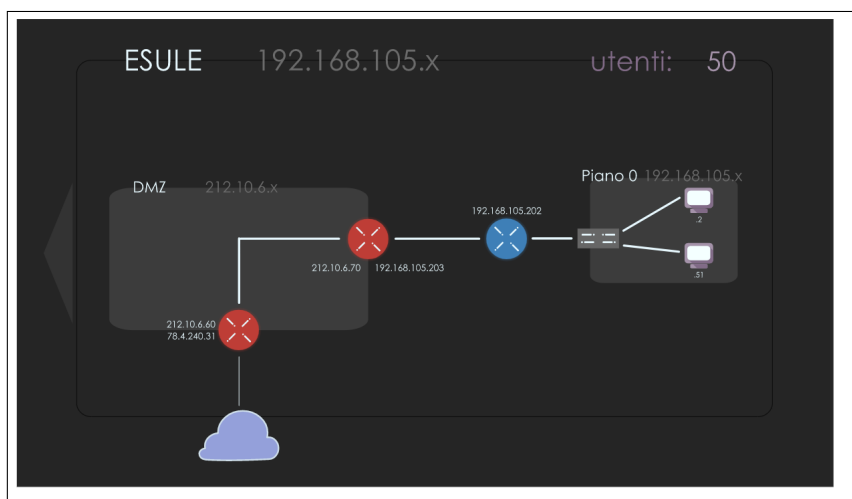 ESULE 192.168.105.x utenti: 50
DMZ 212.10.6.x
Piano 0 192.168.105.x
192.168.105.202
.2
212.10.6.70 192.168.105.203
.51
212.10.6.60
78.4.240.31